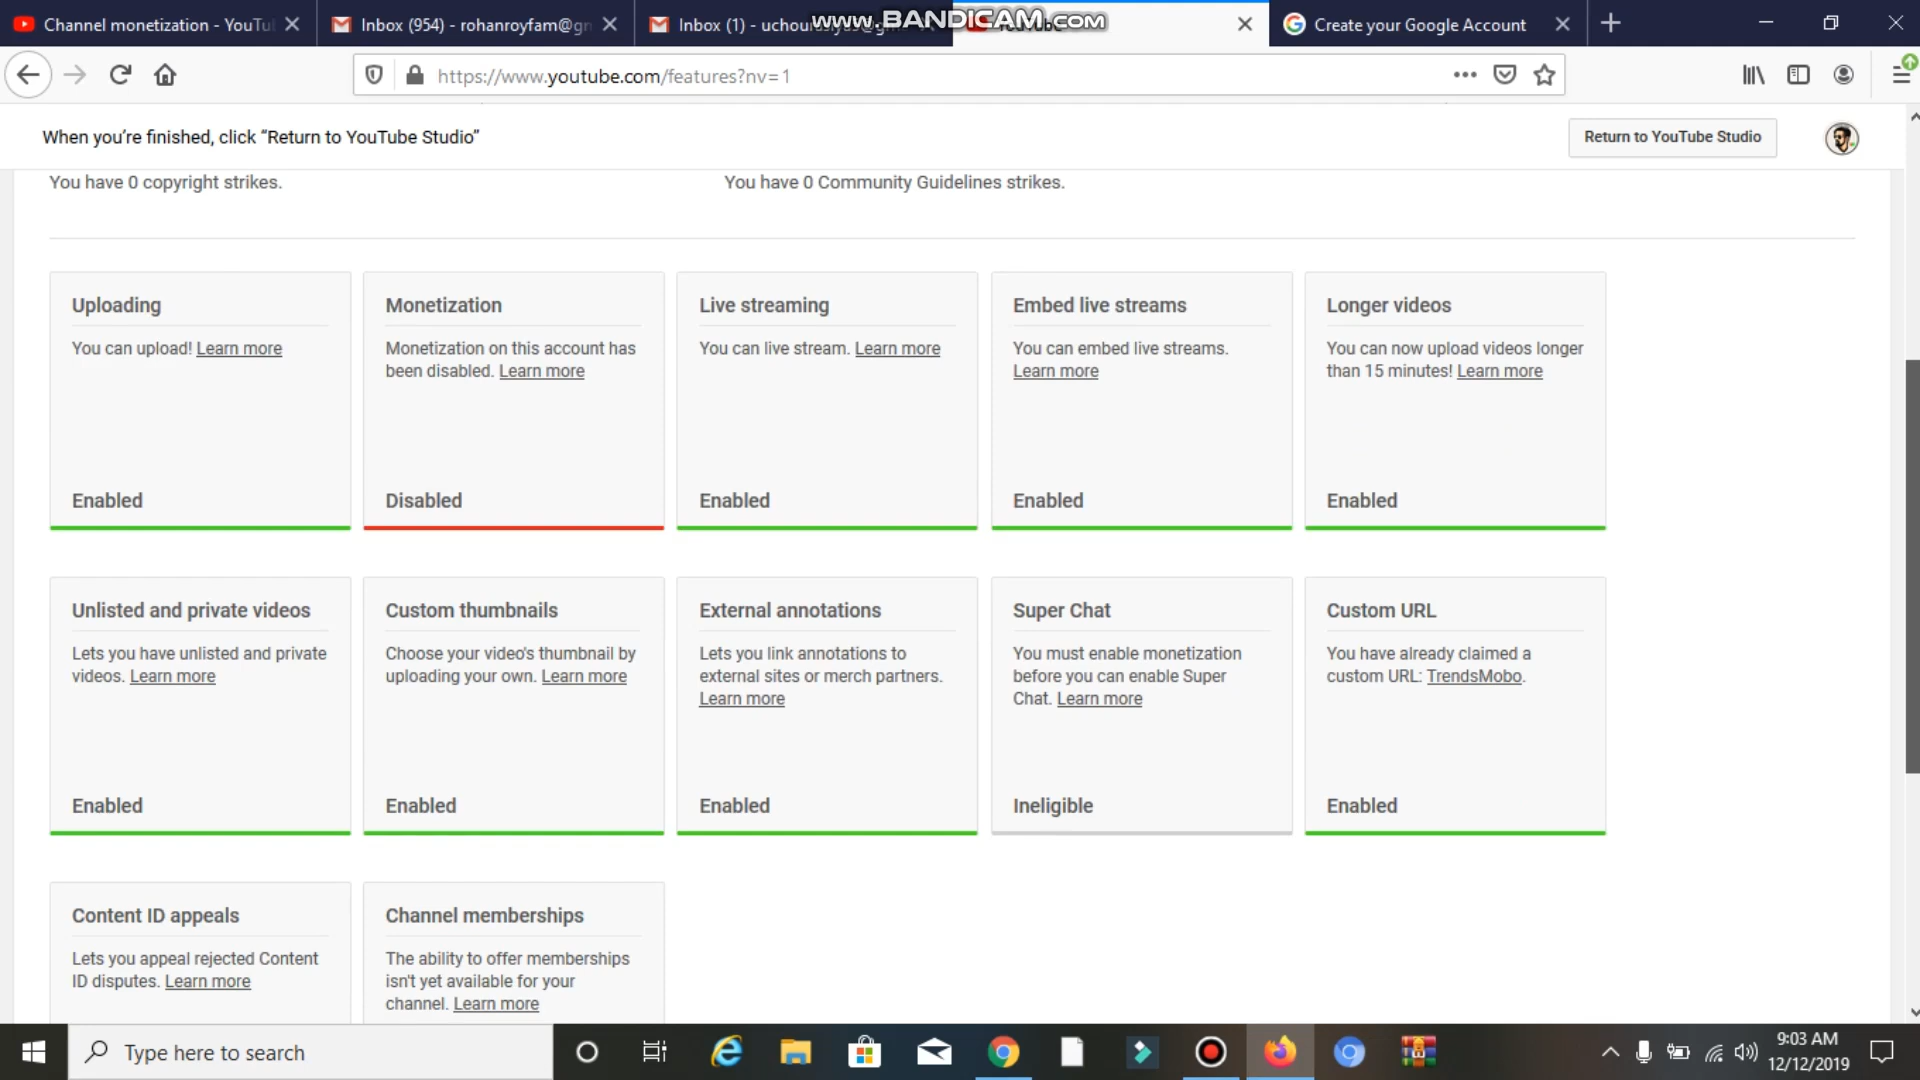 Channel monetization - YouTu
Inbox (954) - rohanroyfam@gm
Inbox (1) -
www.BANDICAM.com
Create your Google Account
https://www.youtube.com/features?nv=1
When you're finished, click “Return to YouTube Studio”
Return to YouTube Studio
You have 0 copyright strikes.
You have 0 Community Guidelines strikes.
Uploading
You can upload! Learn more
Enabled
Monetization
Monetization on this account has
been disabled. Learn more
Disabled
Live streaming
You can live stream. Learn more
Enabled
Embed live streams
You can embed live streams.
Learn more
Enabled
Longer videos
You can now upload videos longer
than 15 minutes! Learn more
Enabled
Unlisted and private videos
Lets you have unlisted and private
videos. Learn more
Enabled
Custom thumbnails
Choose your video's thumbnail by
uploading your own. Learn more
Enabled
External annotations
Lets you link annotations to
external sites or merch partners.
Learn more
Enabled
Super Chat
You must enable monetization
before you can enable Super
Chat. Learn more
Ineligible
Custom URL
You have already claimed a
custom URL: TrendsMobo.
Enabled
Content ID appeals
Lets you appeal rejected Content
ID disputes. Learn more
Channel memberships
The ability to offer memberships
isn't yet available for your
channel. Learn more
Type here to search
9:03 AM
12/12/2019